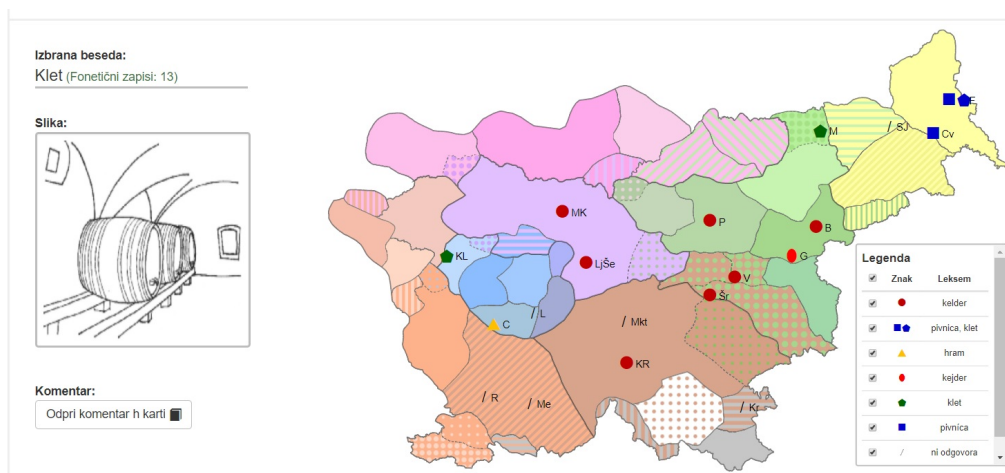 Izbrana beseda:
Klet (Fonetični zapisi: 13)
Slika:
Komentar:
Odpri komentar h karti
E
M
/ SJ
Cv
MK
P
B
KL
LjŠe
G
V
Šr
/ L
C
/ Mkt
KR
/ R
/ Me
/ Kr
Legenda
Znak Leksem
kelder
pivnica, klet
hram
kejder
klet
pivnica
/ ni odgovora